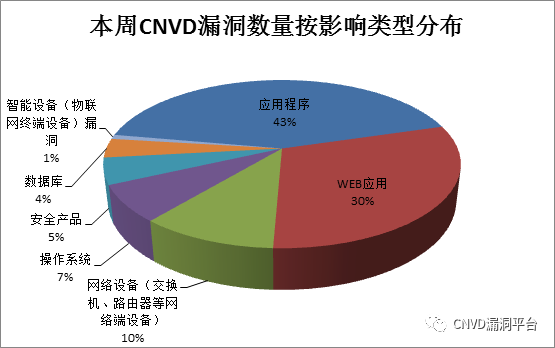 本周CNVD漏洞数量按影响类型分布
应用程序
43%
WEB应用
30%
网络设备（交换
机、路由器等网
络端设备）
10%
操作系统
7%
安全产品
5%
数据库
4%
智能设备（物联
网终端设备）漏
洞
1%
CNVD漏洞平台